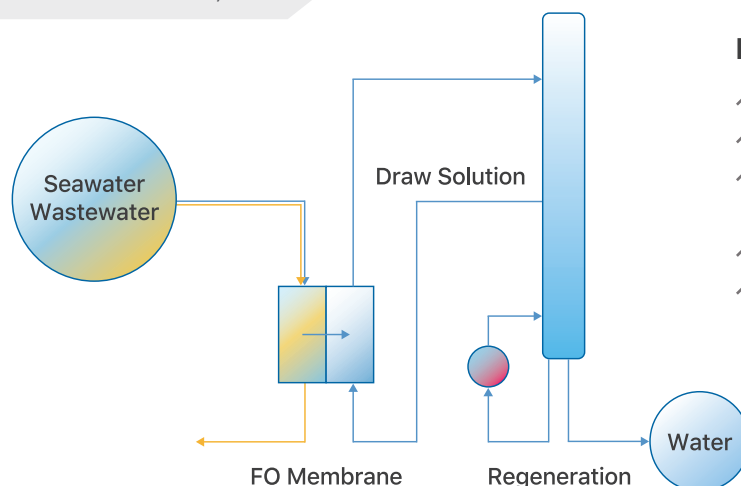 Seawater
Wastewater
Draw Solution
FO Membrane
Regeneration
Water